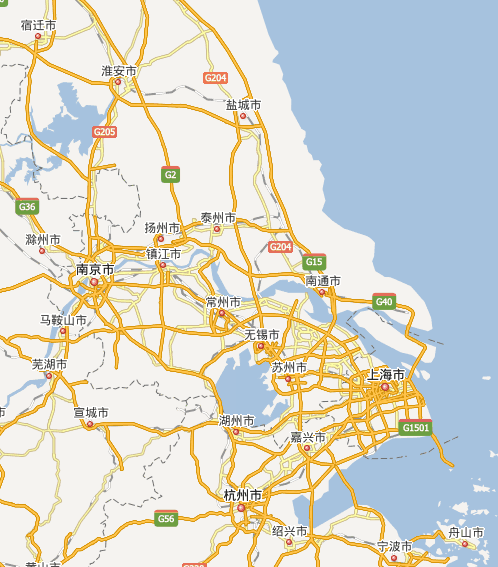 宿迁市
淮安市
G204
盐城市
G205
G2
G36
泰州市
扬州市
滁州市
G204
镇江市
G15
南京市
南通市
常州市
G40
马鞍山市
无锡市
芜湖市
苏州市
上海市
宣城市
湖州市
G1501
嘉兴市
杭州市
G56
绍兴市
舟山市
宁波市